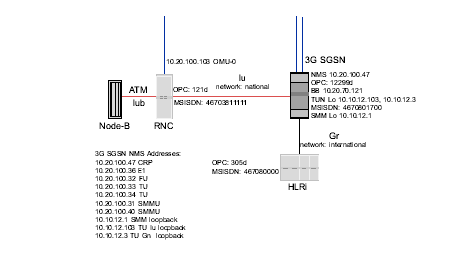 10.20.100.103 OMU-0
Iu
network: national
3G SGSN
NMS 10.20.100.47
OPC: 12299d
BB 10.20.70.121
TUN Lo 10.10.12.103, 10.10.12.3
MSISDN: 4670801700
SMM Lo 10.10.12.1
ATM
Iub
OPC: 121d
MSISDN: 46703811111
Node-B
RNC
Gr
network: international
OPC: 305d
MSISDN: 467080000
HLRi
3G SGSN NMS Addresses:
10.20.100.47 CRP
10.20.100.36 E1
10.20.100.32 FU
10.20.100.33 TU
10.20.100.34 TU
10.20.100.31 SMMU
10.20.100.40 SMMU
10.10.12.1 SMM loopback
10.10.12.103 TU Iu loopback
10.10.12.3 TU Gn loopback